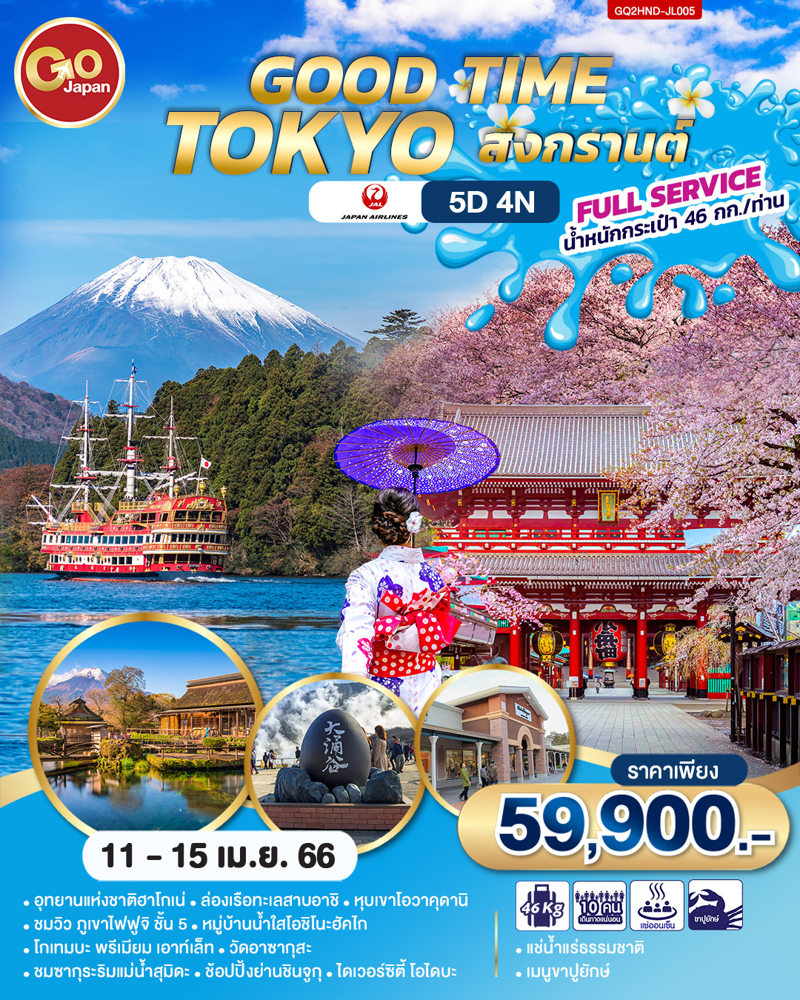 GQ2HND-JL005
GO
Japan
GOOD TIME
TOKYO สงกรานต์
JAL
JAPAN AIRLINES
5D 4N
FULL SERVICE
น้ำหนักกระเป๋า 46 กก./ท่าน
小舟町
大涌谷
ราคาเพียง
59,900.-
11 - 15 เม.ย. 66
• อุทยานแห่งชาติฮาโกเน่ • ล่องเรือทะเลสาบอาชิ • หุบเขาโอวาคุดานิ
• ชมวิว ภูเขาไฟฟูจิ ชั้น 5 • หมู่บ้านน้ำใสโอชิโนะฮัคไก
• โกเทมบะ พรีเมียม เอาท์เล็ท • วัดอาซากุสะ
• ชมซากุระริมแม่น้ำสุมิดะ • ช้อปปิ้งย่านชินจูกุ • ไดเวอร์ซิตี้ โอไดบะ
46 Kg
10 คน
เดินทางแน่นอน
แช่ออนเซ็น
ขาปูยักษ์
• แช่น้ำแร่ธรรมชาติ
• เมนูขาปูยักษ์